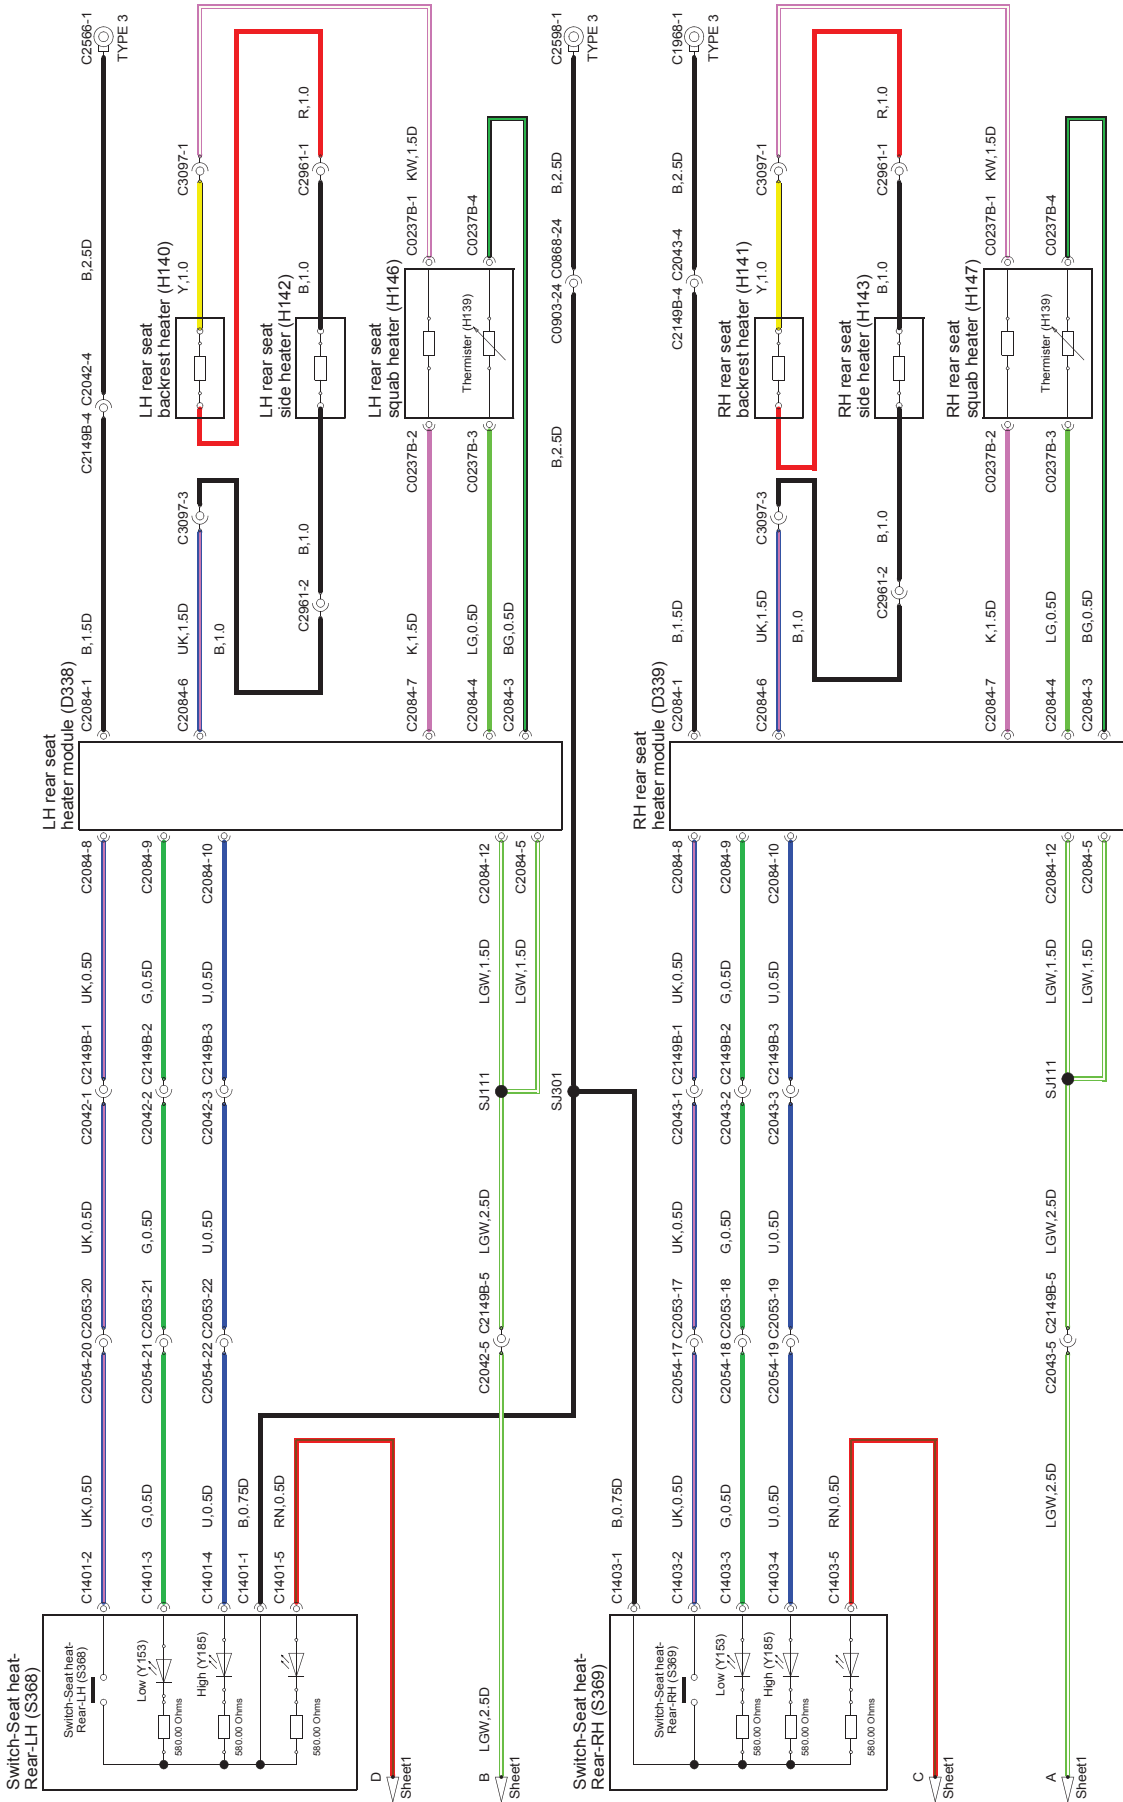 Switch-Seat heat-
Rear-LH (S368)
Switch-Seat heat-
Rear-LH (S368)
Low (Y153)
580.00 Ohms
High (Y185)
580.00 Ohms
580.00 Ohms
C1401-2
UK,0.5D
C2054-20
C2053-20
UK,0.5D
C2042-1
C2149B-1
UK,0.5D
C2084-8
C1401-3
G,0.5D
C2054-21
C2053-21
G,0.5D
C2042-2
C2149B-2
G,0.5D
C2084-9
C1401-4
U,0.5D
C2054-22
C2053-22
U,0.5D
C2042-3
C2149B-3
U,0.5D
C2084-10
C1401-1
B,0.75D
C1401-5
RN,0.5D
D
Sheet1
B
Sheet1
LGW,2.5D
C2042-5
C2149B-5
LGW,2.5D
SJ111
LGW,1.5D
C2084-12
LGW,1.5D
C2084-5
SJ301
LH rear seat
heater module (D338)
C2084-1
B,1.5D
C2149B-4
C2042-4
B,2.5D
C2566-1
TYPE 3
C2084-6
UK,1.5D
C3097-3
B,1.0
LH rear seat
backrest heater (H140)
Y,1.0
C3097-1
C2961-2
B,1.0
LH rear seat
side heater (H142)
B,1.0
C2961-1
R,1.0
C2084-7
K,1.5D
C0237B-2
LH rear seat
squab heater (H146)
Thermister (H139)
C0237B-1
KW,1.5D
C2084-4
LG,0.5D
C0237B-3
C0237B-4
C2084-3
BG,0.5D
B,2.5D
C0903-24
C0868-24
B,2.5D
C2598-1
TYPE 3
Switch-Seat heat-
Rear-RH (S369)
Switch-Seat heat-
Rear-RH (S369)
Low (Y153)
580.00 Ohms
High (Y185)
580.00 Ohms
580.00 Ohms
C1403-1
B,0.75D
C1403-2
UK,0.5D
C2054-17
C2053-17
UK,0.5D
C2043-1
C2149B-1
UK,0.5D
C2084-8
C1403-3
G,0.5D
C2054-18
C2053-18
G,0.5D
C2043-2
C2149B-2
G,0.5D
C2084-9
C1403-4
U,0.5D
C2054-19
C2053-19
U,0.5D
C2043-3
C2149B-3
U,0.5D
C2084-10
C1403-5
RN,0.5D
C
Sheet1
A
Sheet1
LGW,2.5D
C2043-5
C2149B-5
LGW,2.5D
SJ111
LGW,1.5D
C2084-12
LGW,1.5D
C2084-5
RH rear seat
heater module (D339)
C2084-1
B,1.5D
C2149B-4
C2043-4
B,2.5D
C1968-1
TYPE 3
C2084-6
UK,1.5D
C3097-3
B,1.0
RH rear seat
backrest heater (H141)
Y,1.0
C3097-1
C2961-2
B,1.0
RH rear seat
side heater (H143)
B,1.0
C2961-1
R,1.0
C2084-7
K,1.5D
C0237B-2
RH rear seat
squab heater (H147)
Thermister (H139)
C0237B-1
KW,1.5D
C2084-4
LG,0.5D
C0237B-3
C0237B-4
C2084-3
BG,0.5D